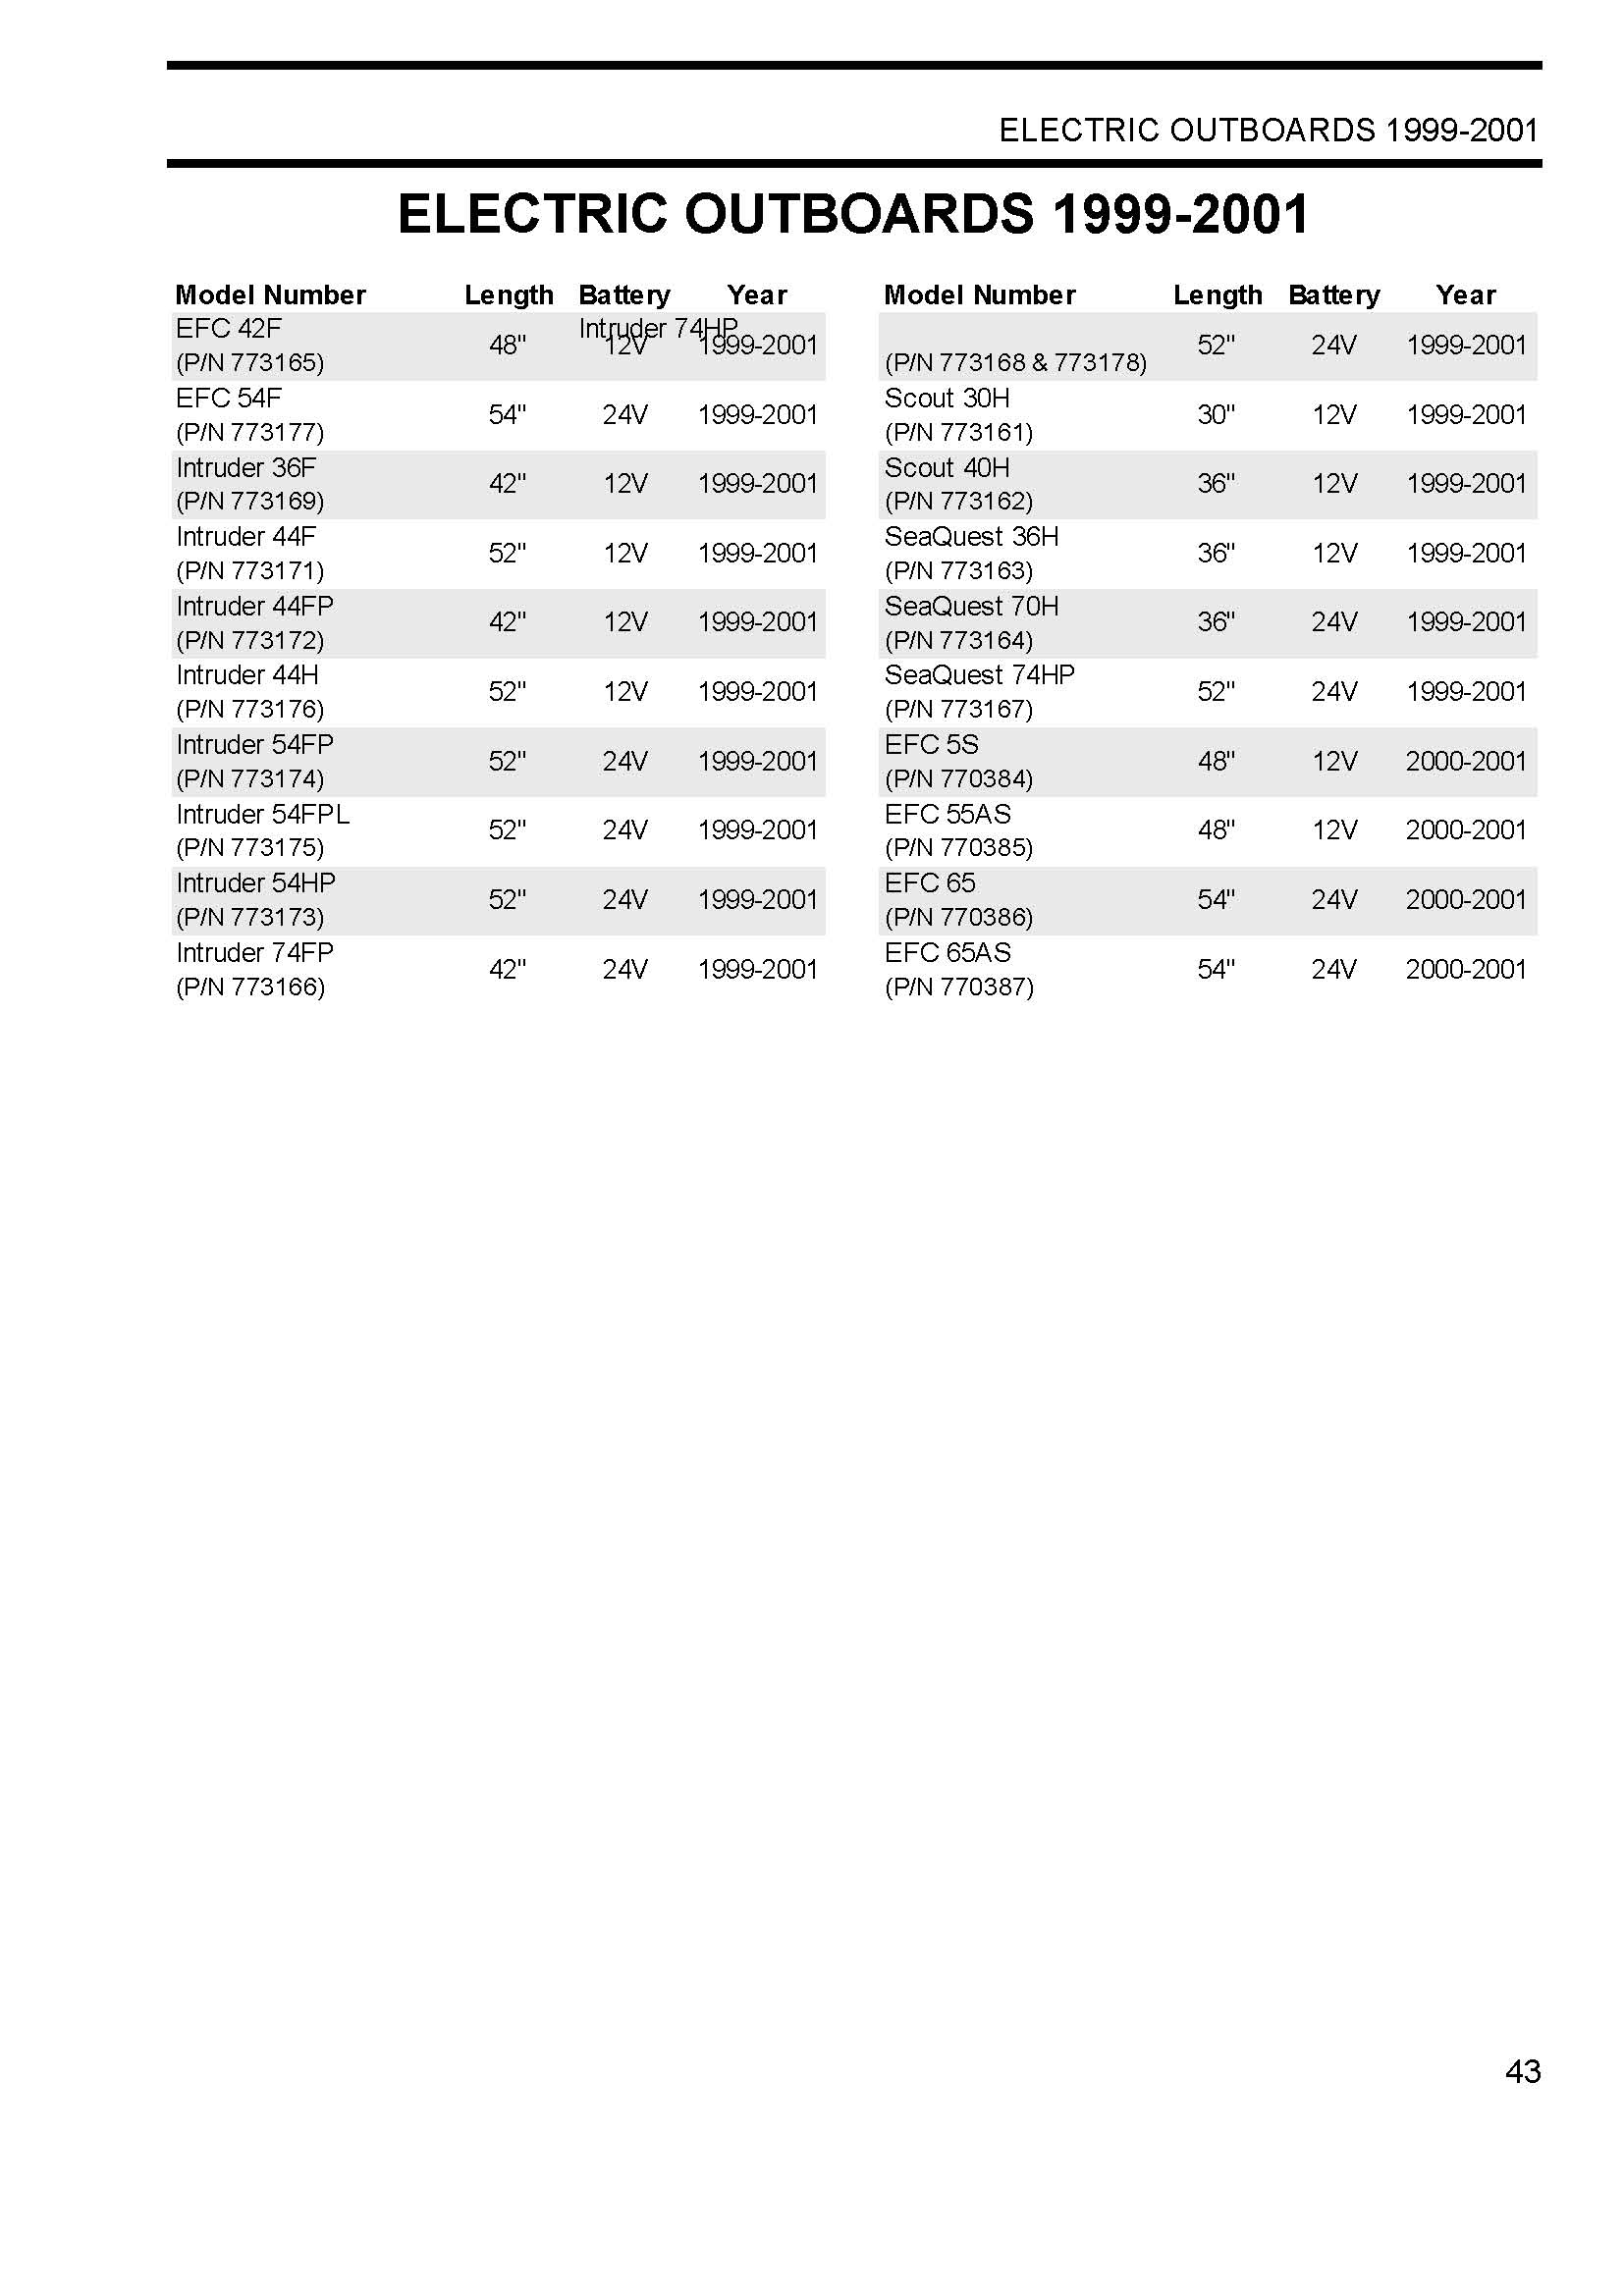 ELECTRIC OUTBOARDS 1999-2001
ELECTRIC OUTBOARDS 1999-2001
Model Number Length Battery Year
EFC 42F
(P/N 773165) 48" 12V 1999-2001
EFC 54F
(P/N 773177) 54" 24V 1999-2001
Intruder 36F
(P/N 773169) 42" 12V 1999-2001
Intruder 44F
(P/N 773171) 52" 12V 1999-2001
Intruder 44FP
(P/N 773172) 42" 12V 1999-2001
Intruder 44H
(P/N 773176) 52" 12V 1999-2001
Intruder 54FP
(P/N 773174) 52" 24V 1999-2001
Intruder 54FPL
(P/N 773175) 52" 24V 1999-2001
Intruder 54HP
(P/N 773173) 52" 24V 1999-2001
Intruder 74FP
(P/N 773166) 42" 24V 1999-2001
Model Number Length Battery Year
Intruder 74HP
(P/N 773168 & 773178) 52" 24V 1999-2001
Scout 30H
(P/N 773161) 30" 12V 1999-2001
Scout 40H
(P/N 773162) 36" 12V 1999-2001
SeaQuest 36H
(P/N 773163) 36" 12V 1999-2001
SeaQuest 70H
(P/N 773164) 36" 24V 1999-2001
SeaQuest 74HP
(P/N 773167) 52" 24V 1999-2001
EFC 5S
(P/N 770384) 48" 12V 2000-2001
EFC 55AS
(P/N 770385) 48" 12V 2000-2001
EFC 65
(P/N 770386) 54" 24V 2000-2001
EFC 65AS
(P/N 770387) 54" 24V 2000-2001
43